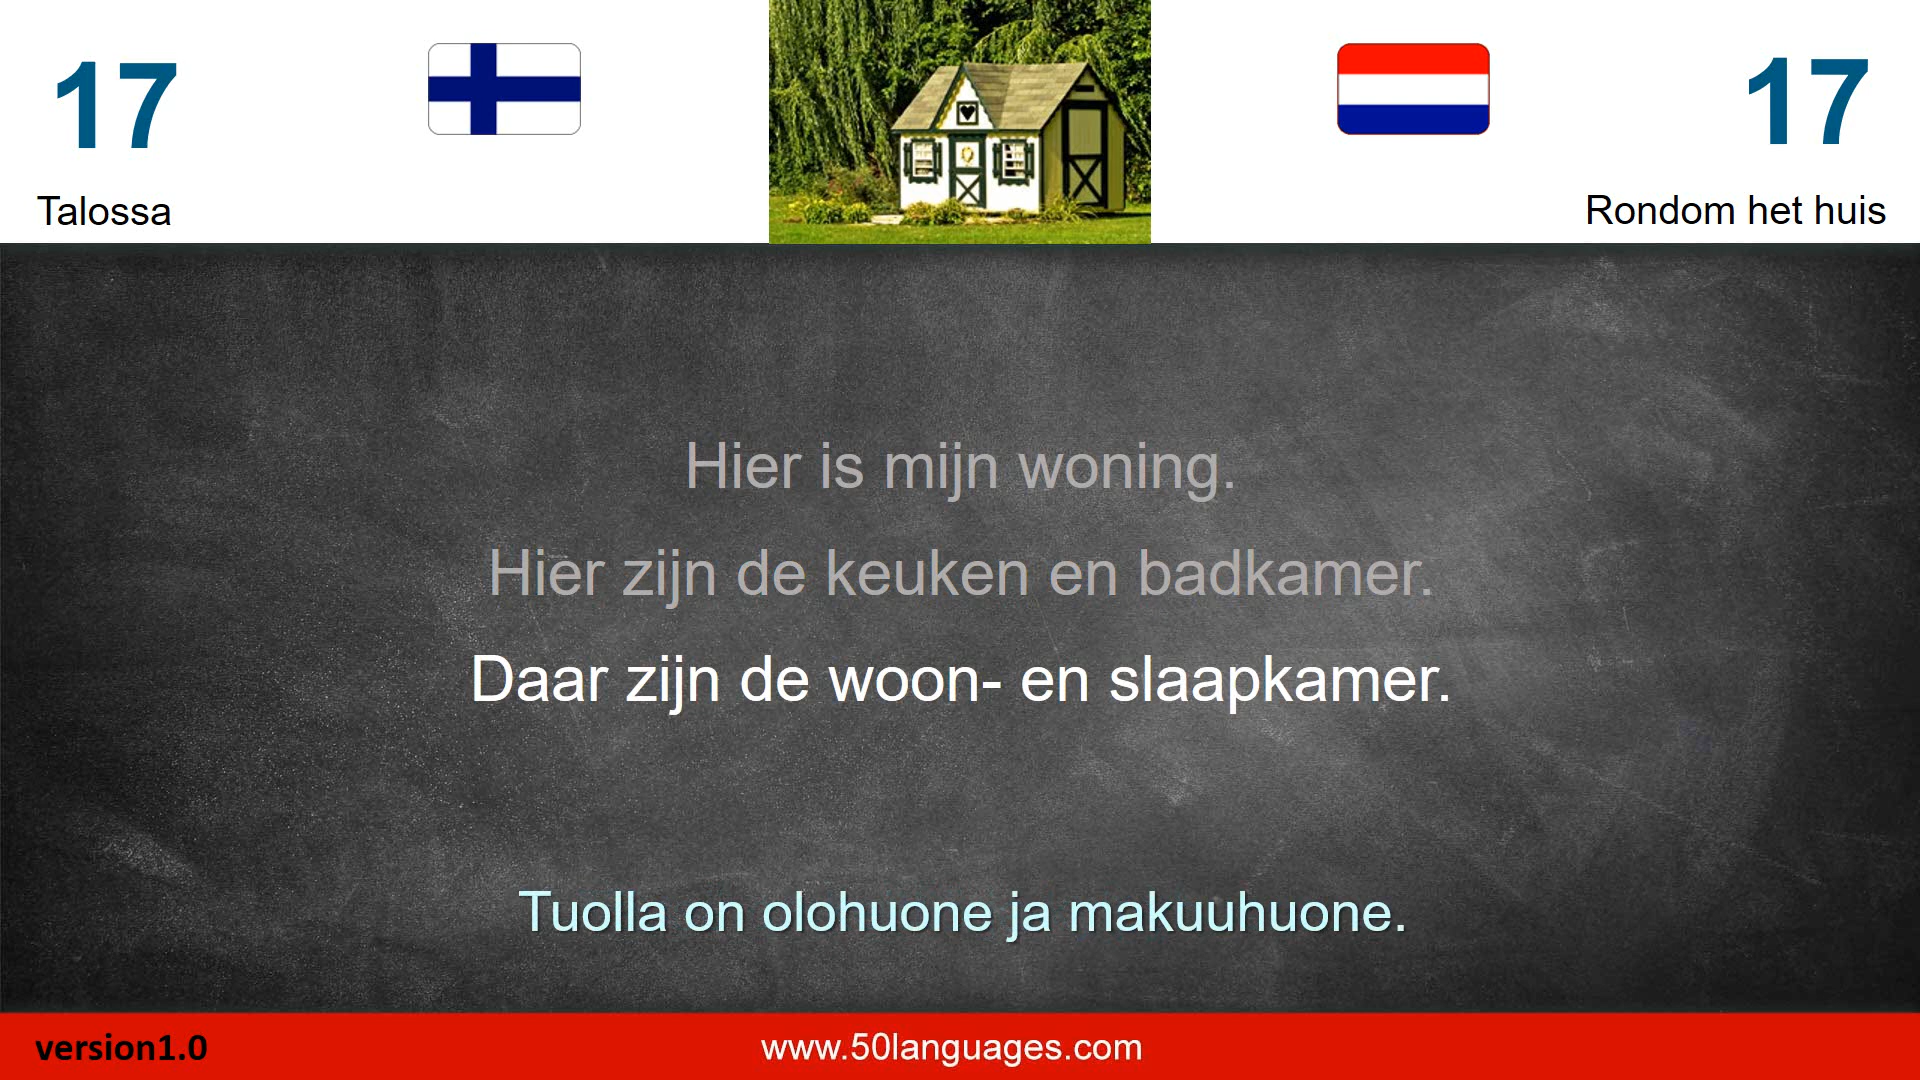 17
17
Talossa
Rondom het huis
Hier is mijn woning.
Hier zijn de keuken en badkamer.
Daar zijn de woon- en slaapkamer.
Tuolla on olohuone ja makuuhuone.
version1.0
www.50languages.com